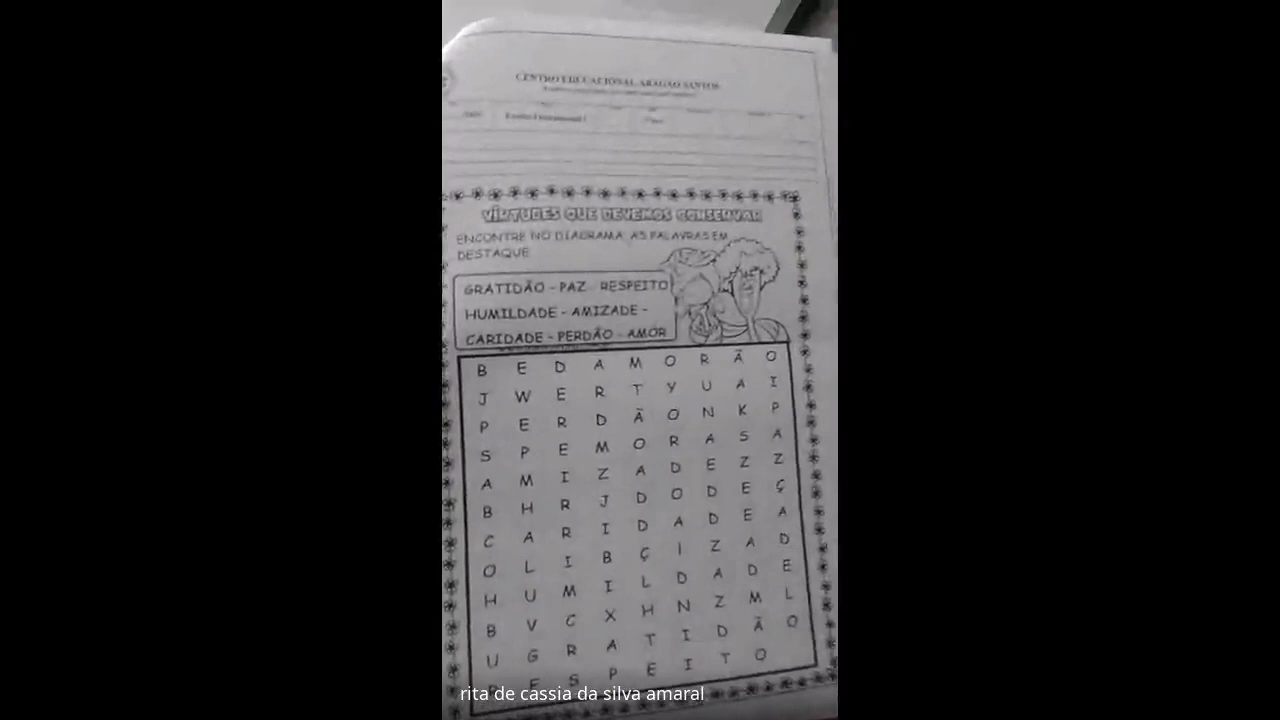 CENTRO EDUCACIONAL ARAGÃO SANTOS
VIRTUDES QUE DEVEMOS CONSERVAR
ENCONTRE NO DIAGRAMA AS PALAVRAS EM
DESTAQUE
GRATIDÃO - PAZ - RESPEITO
HUMILDADE - AMIZADE -
CARIDADE - PERDÃO - AMOR
B E D A M O R Ã O
J W E R T Y U A I
P E R D Ã O N K P
S P E M O R A S A
A M I Z A D E Z Z
B H R J D O D E Ç
C A R I D A D E A
O L I B Ç I Z A D
H U M I L D A D E
B V C X H N Z M L
U G R A T I D Ã O
E S P E I T O
rita de cassia da silva amaral